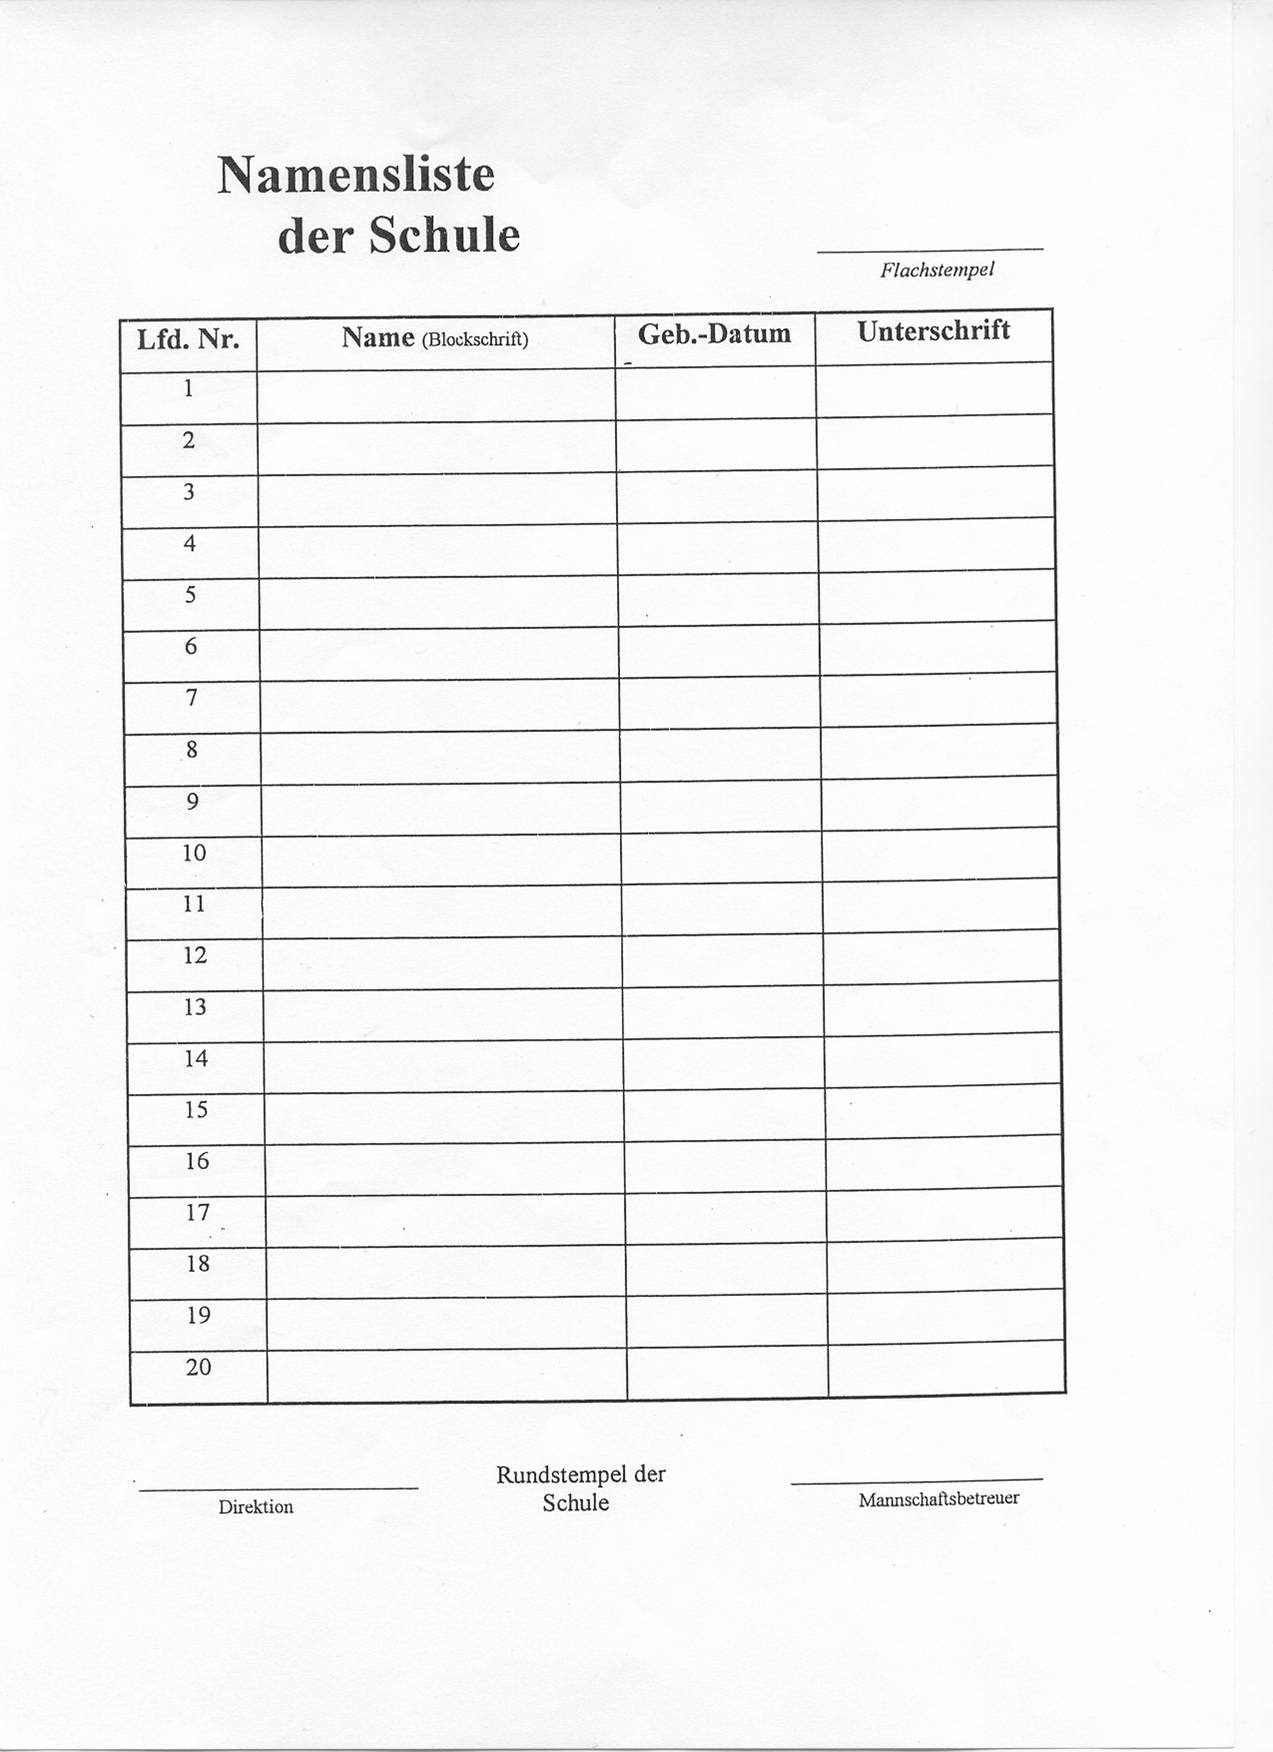 Namensliste
der Schule
Flachstempel
Lfd. Nr. Name (Blockschrift) Geb.-Datum Unterschrift
1
2
3
4
5
6
7
8
9
10
11
12
13
14
15
16
17
18
19
20
Rundstempel der
Schule
Direktion
Mannschaftsbetreuer